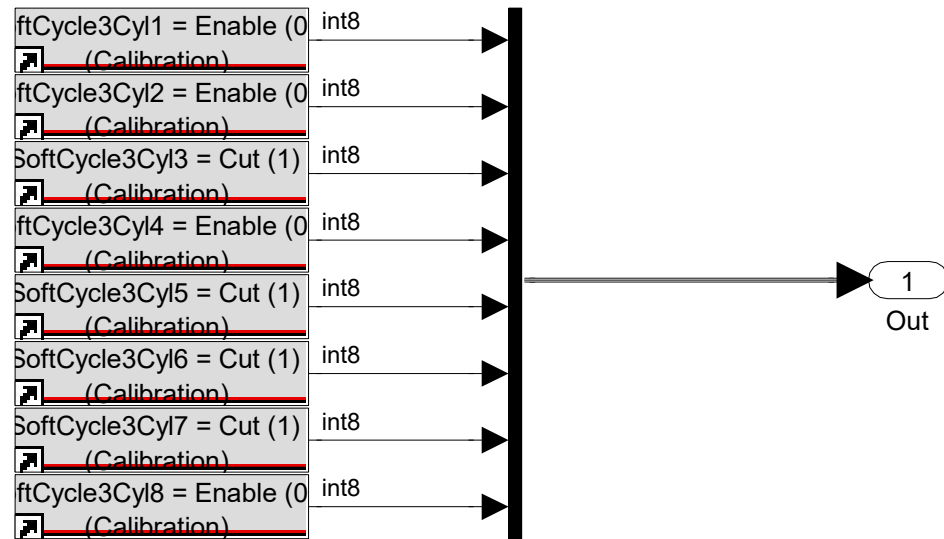 ftCycle3Cyl1 = Enable (0
(Calibration)
int8
ftCycle3Cyl2 = Enable (0
(Calibration)
int8
SoftCycle3Cyl3 = Cut (1)
(Calibration)
int8
ftCycle3Cyl4 = Enable (0
(Calibration)
int8
SoftCycle3Cyl5 = Cut (1)
(Calibration)
int8
SoftCycle3Cyl6 = Cut (1)
(Calibration)
int8
SoftCycle3Cyl7 = Cut (1)
(Calibration)
int8
ftCycle3Cyl8 = Enable (0
(Calibration)
int8
1
Out